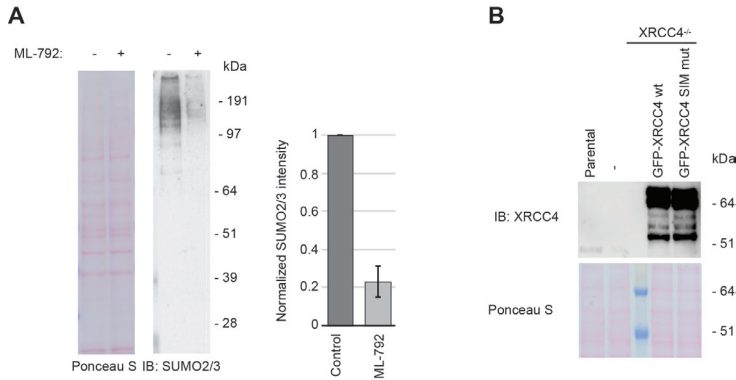 A
ML-792: - + - +
kDa
- 191
- 97
- 64
- 51
- 39
- 28
Ponceau S IB: SUMO2/3
Normalized SUMO2/3 intensity
1
0.8
0.6
0.4
0.2
0
Control
ML-792
B
XRCC4-/-
Parental
-
GFP-XRCC4 wt
GFP-XRCC4 SIM mut
kDa
IB: XRCC4
- 64
- 51
Ponceau S
- 64
- 51